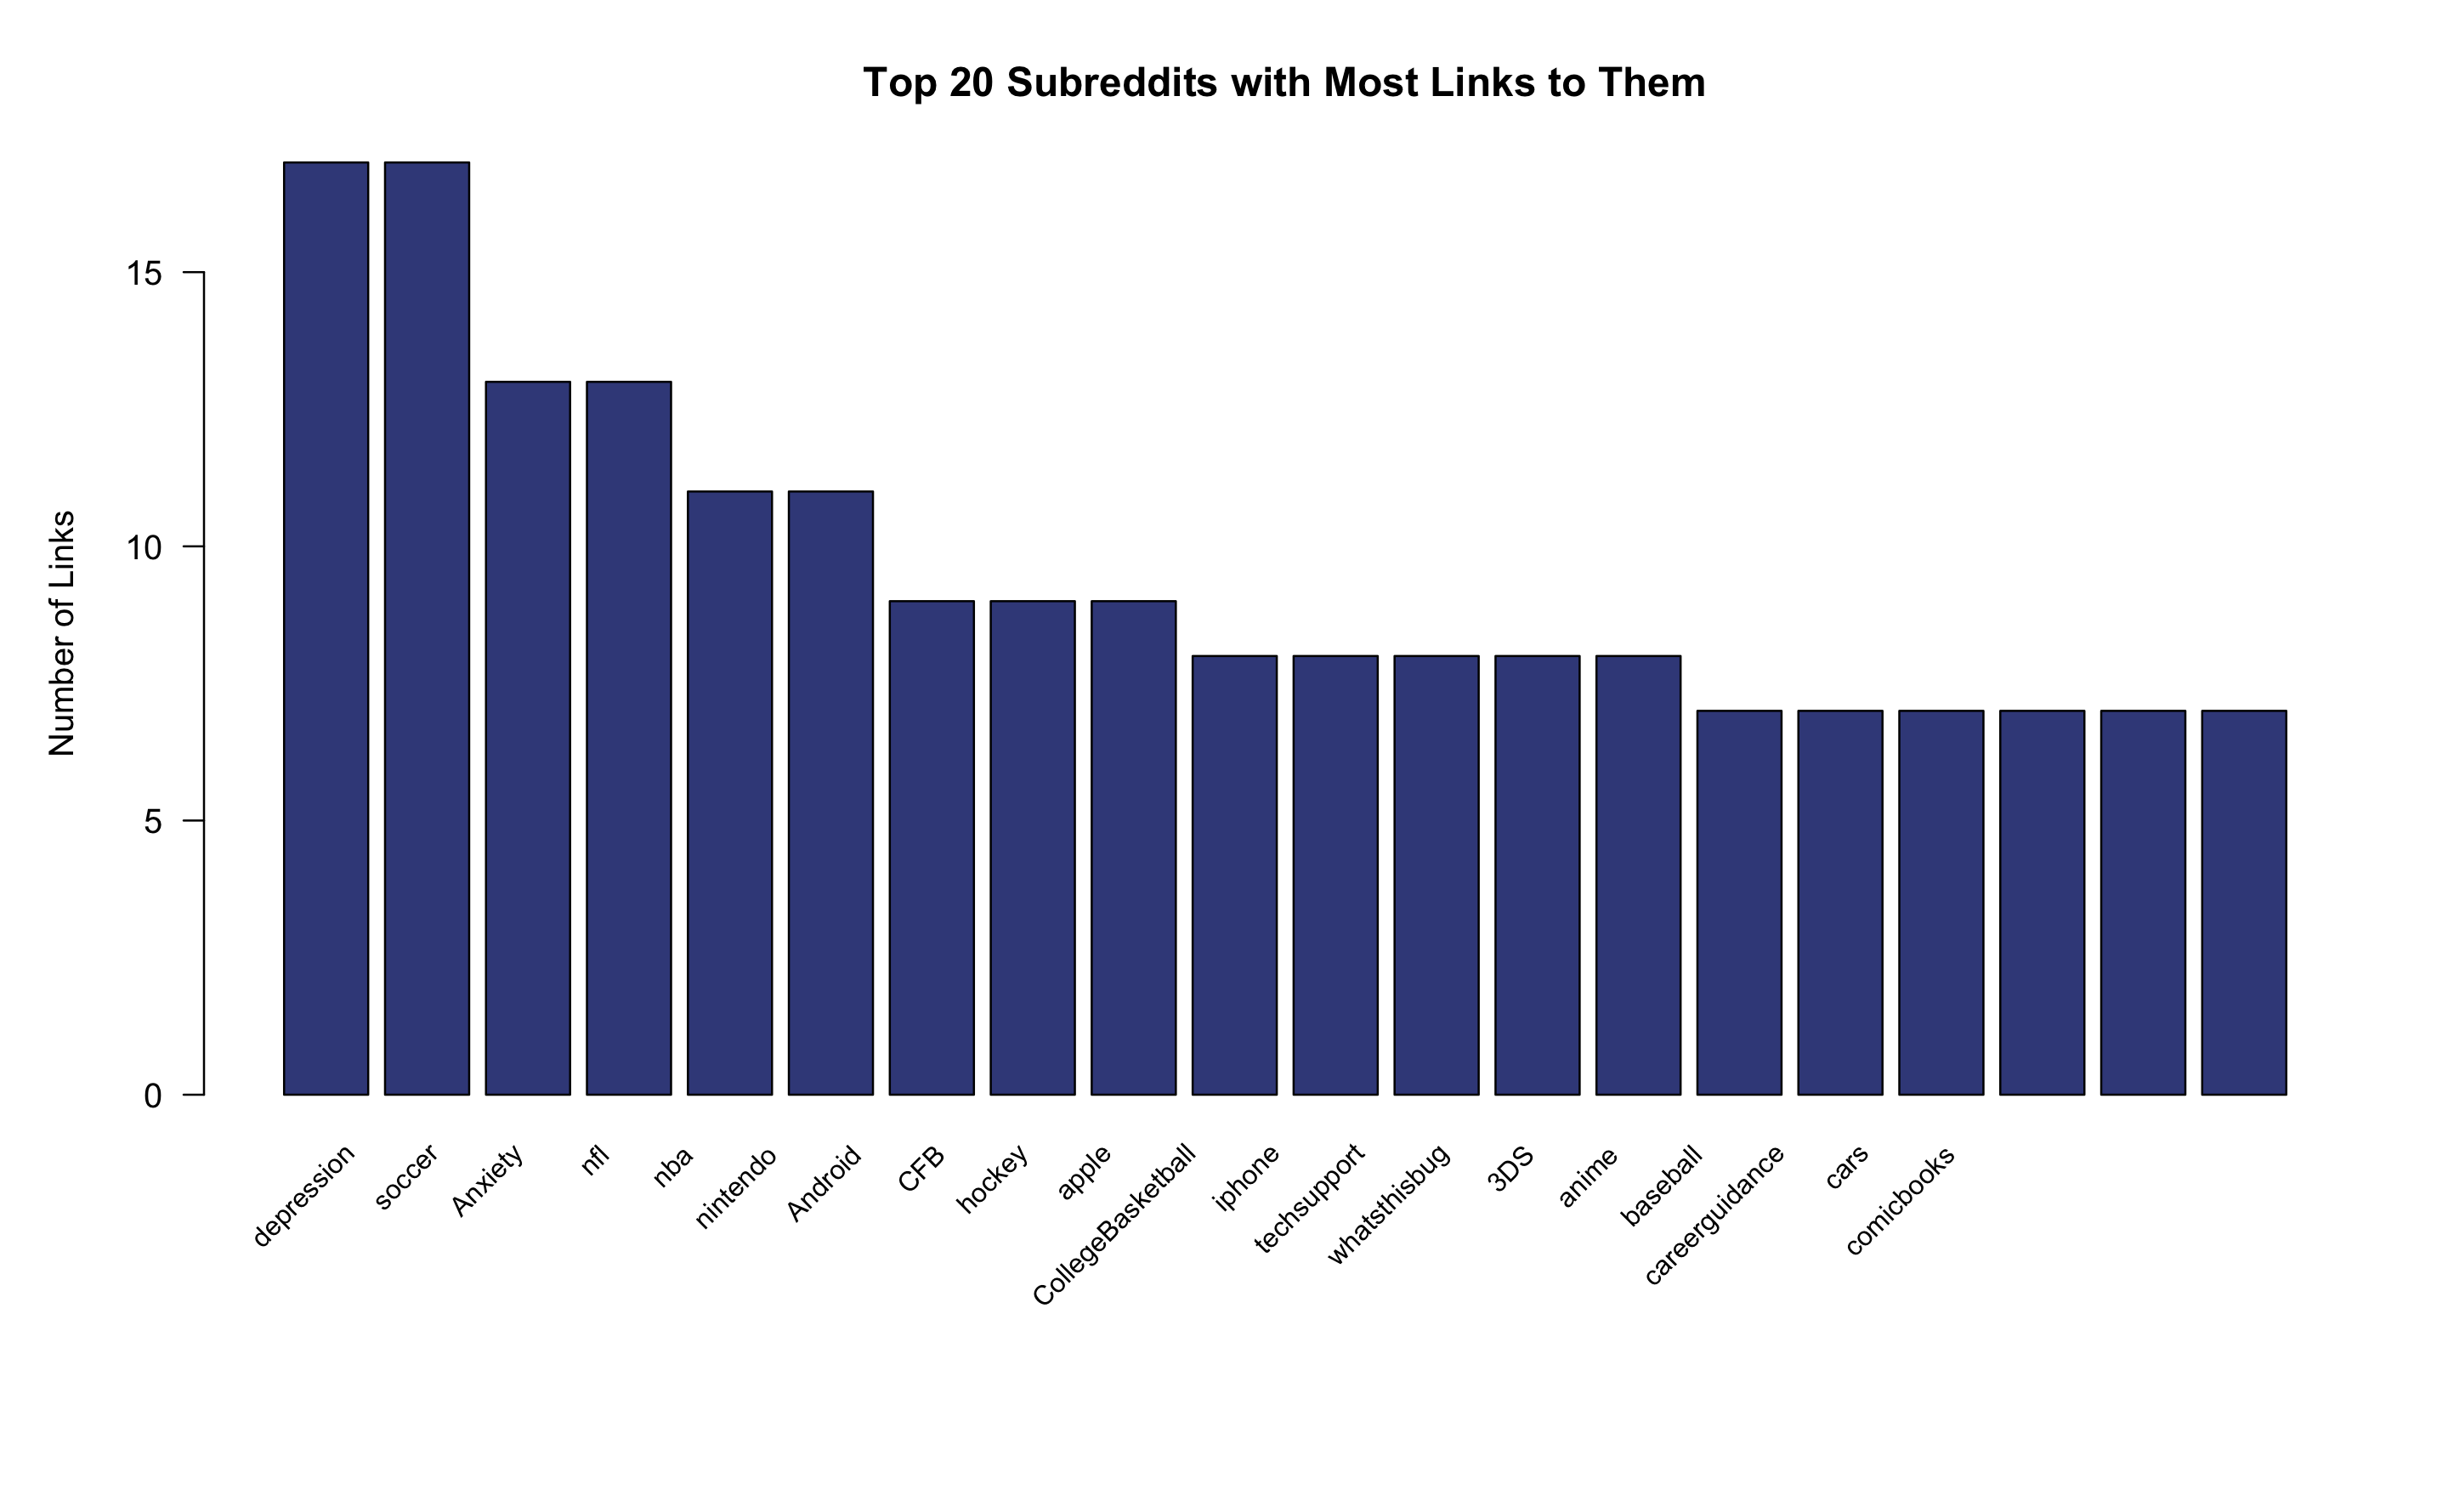 Top 20 Subreddits with Most Links to Them
Number of Links
15
10
5
0
depression
soccer
Anxiety
nfl
nba
nintendo
Android
CFB
hockey
apple
CollegeBasketball
iphone
techsupport
whatsthisbug
3DS
anime
baseball
careerguidance
cars
comicbooks